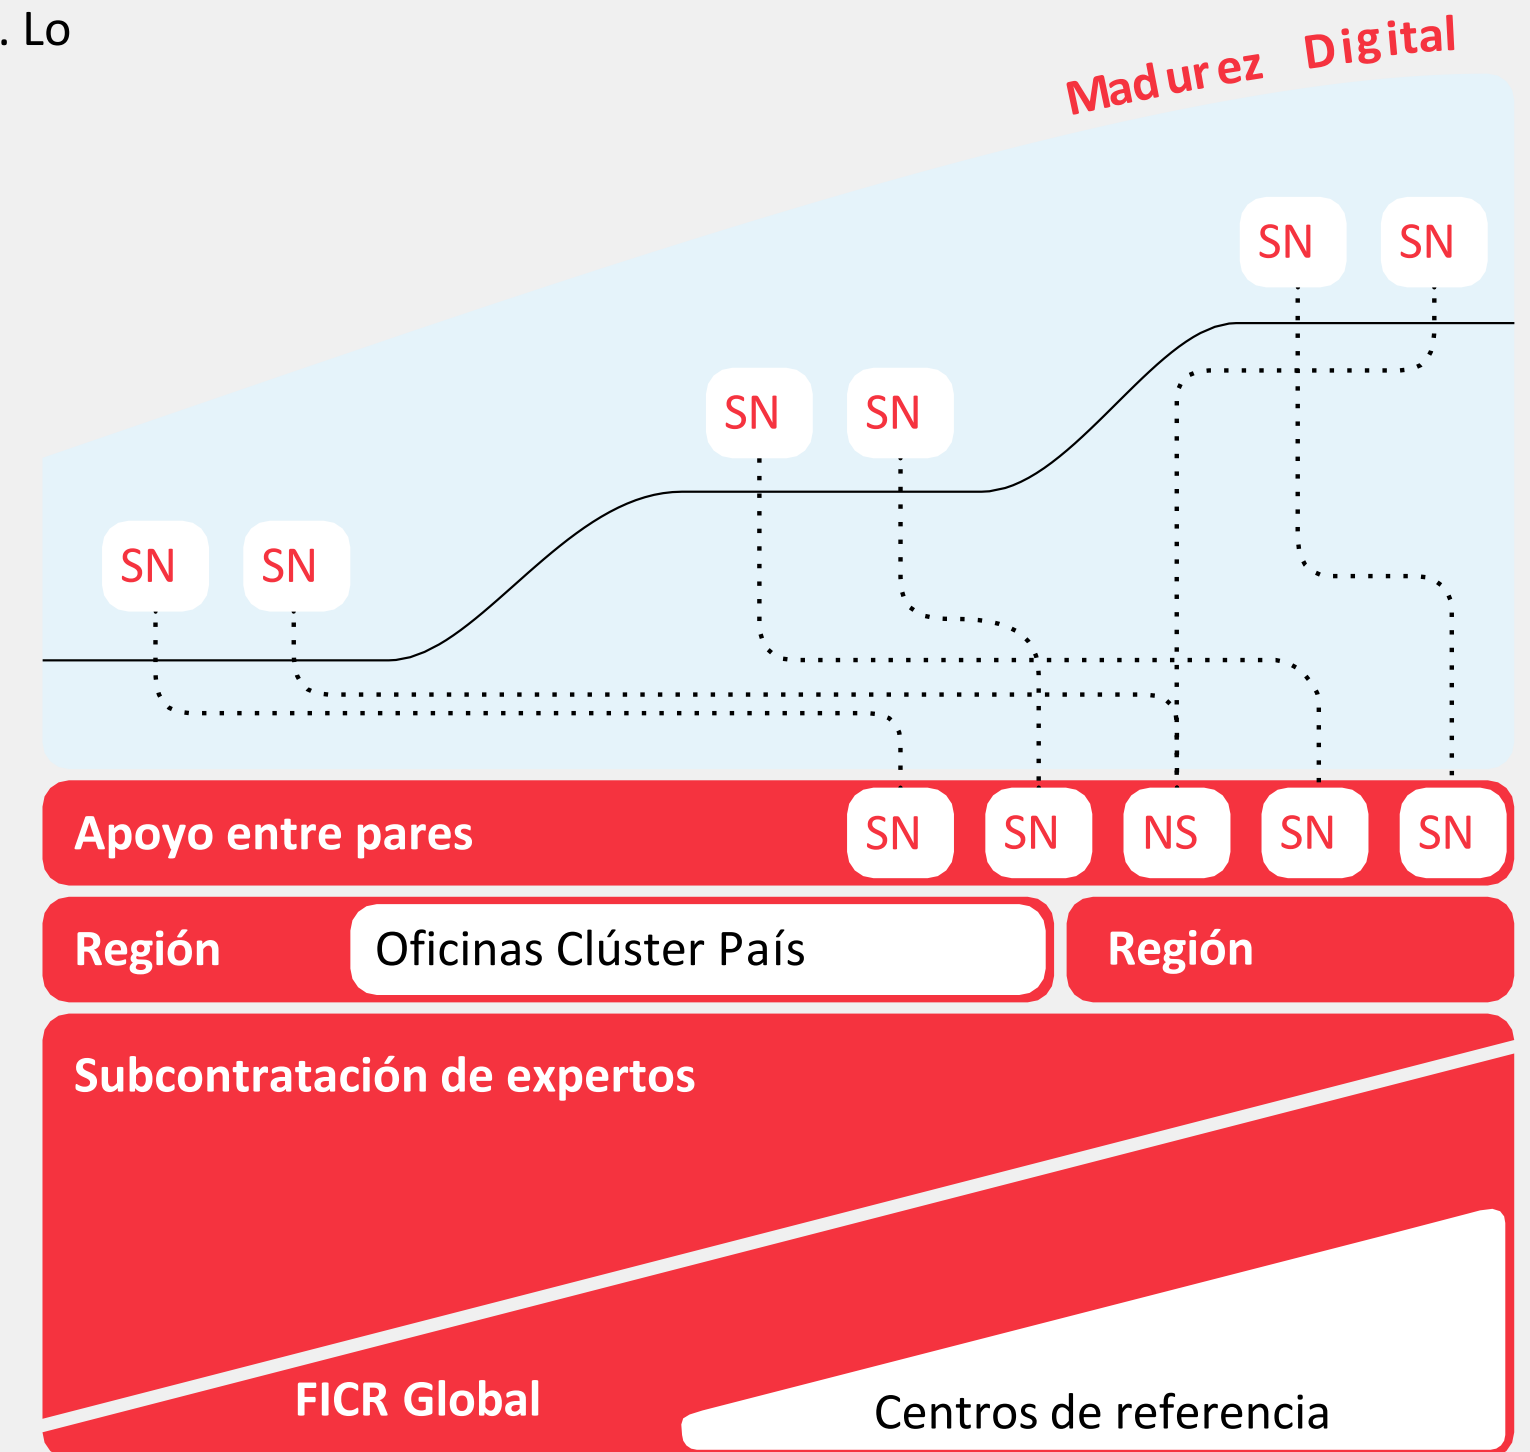 . Lo
Madurez Digital
SN SN
SN SN
SN SN
Apoyo entre pares SN SN NS SN SN
Región Oficinas Clúster País Región
Subcontratación de expertos
FICR Global
Centros de referencia